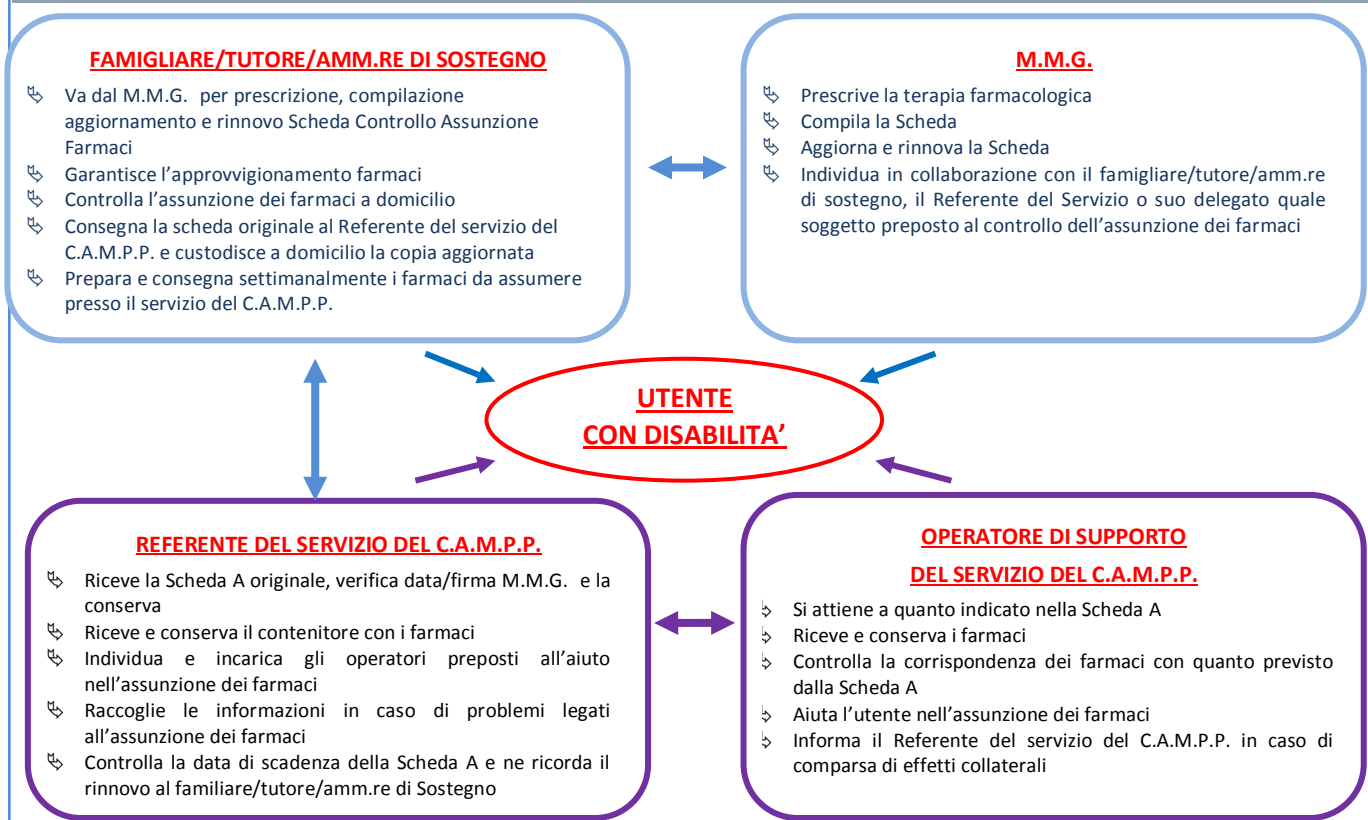 FAMIGLIARE/TUTORE/AMM.RE DI SOSTEGNO
Va dal M.M.G. per prescrizione, compilazione
aggiornamento e rinnovo Scheda Controllo Assunzione
Farmaci
Garantisce l'approvvigionamento farmaci
Controlla l'assunzione dei farmaci a domicilio
Consegna la scheda originale al Referente del servizio del
C.A.M.P.P. e custodisce a domicilio la copia aggiornata
Prepara e consegna settimanalmente i farmaci da assumere
presso il servizio del C.A.M.P.P.
M.M.G.
Prescrive la terapia farmacologica
Compila la Scheda
Aggiorna e rinnova la Scheda
Individua in collaborazione con il famigliare/tutore/amm.re
di sostegno, il Referente del Servizio o suo delegato quale
soggetto preposto al controllo dell'assunzione dei farmaci
UTENTE
CON DISABILITA'
REFERENTE DEL SERVIZIO DEL C.A.M.P.P.
Riceve la Scheda A originale, verifica data/firma M.M.G. e la
conserva
Riceve e conserva il contenitore con i farmaci
Individua e incarica gli operatori preposti all'aiuto
nell'assunzione dei farmaci
Raccoglie le informazioni in caso di problemi legati
all'assunzione dei farmaci
Controlla la data di scadenza della Scheda A e ne ricorda il
rinnovo al familiare/tutore/amm.re di Sostegno
OPERATORE DI SUPPORTO
DEL SERVIZIO DEL C.A.M.P.P.
Si attiene a quanto indicato nella Scheda A
Riceve e conserva i farmaci
Controlla la corrispondenza dei farmaci con quanto previsto
dalla Scheda A
Aiuta l'utente nell'assunzione dei farmaci
Informa il Referente del servizio del C.A.M.P.P. in caso di
comparsa di effetti collaterali